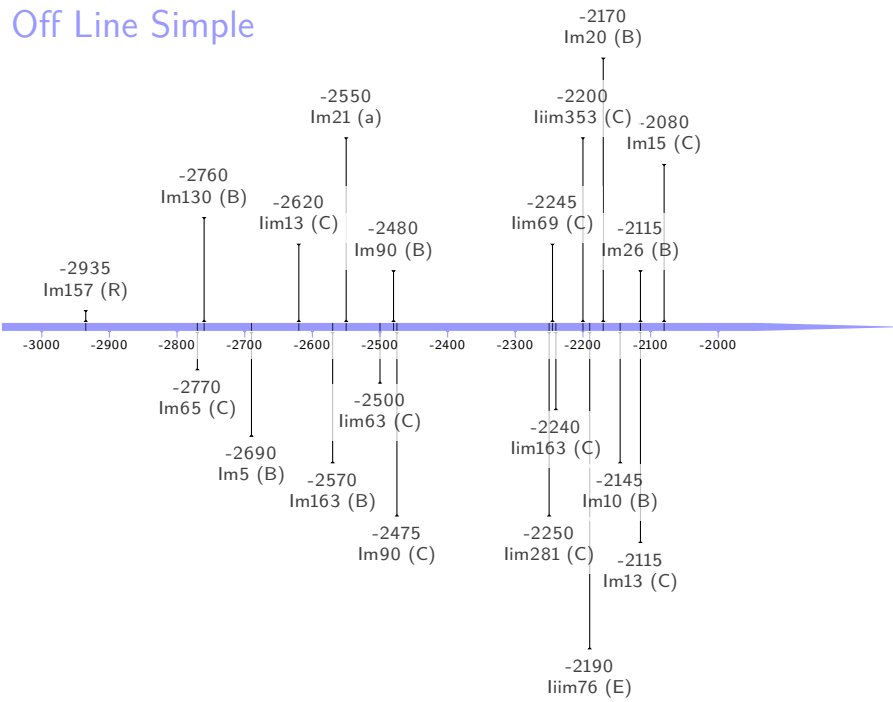 Off Line Simple
-2170
Im20 (B)
-2550
Im21 (a)
-2200
Iiim353 (C)
-2080
Im15 (C)
-2760
Im130 (B)
-2620
Iim13 (C)
-2245
Iim69 (C)
-2480
Im90 (B)
-2115
Im26 (B)
-2935
Im157 (R)
-3000 -2900 -2800 -2700 -2600 -2500 -2400 -2300 -2200 -2100 -2000
-2770
Im65 (C)
-2500
Iim63 (C)
-2240
Iim163 (C)
-2690
Im5 (B)
-2570
Im163 (B)
-2145
Im10 (B)
-2475
Im90 (C)
-2250
Iim281 (C)
-2115
Im13 (C)
-2190
Iiim76 (E)